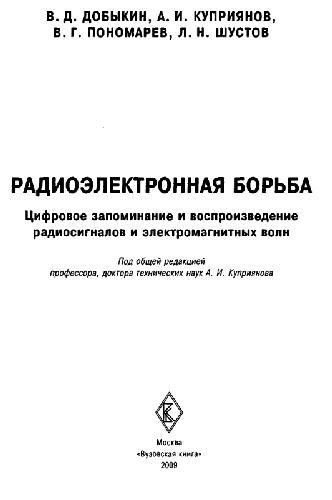 В. Д. ДОБЫКИН, А. И. КУПРИЯНОВ,
В. Г. ПОНОМАРЕВ, Л. Н. ШУСТОВ
РАДИОЭЛЕКТРОННАЯ БОРЬБА
Цифровое запоминание и воспроизведение
радиосигналов и электромагнитных волн
Под общей редакцией
профессора, доктора технических наук А. И. Куприянова
Москва
«Вузовская книга»
2009